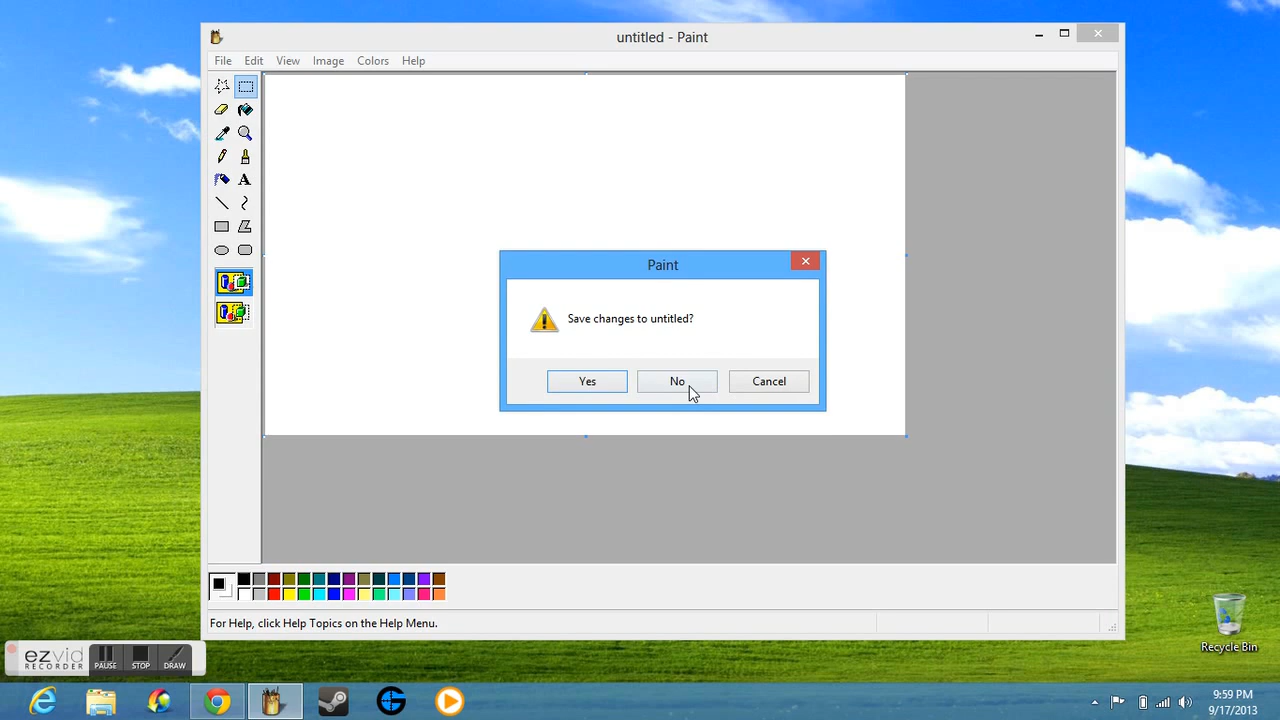 untitled - Paint
File Edit View Image Colors Help
A
Paint
Save changes to untitled?
Yes No Cancel
For Help, click Help Topics on the Help Menu.
ezvid
RECORDER
PAUSE STOP DRAW
Recycle Bin
9:59 PM
9/17/2013